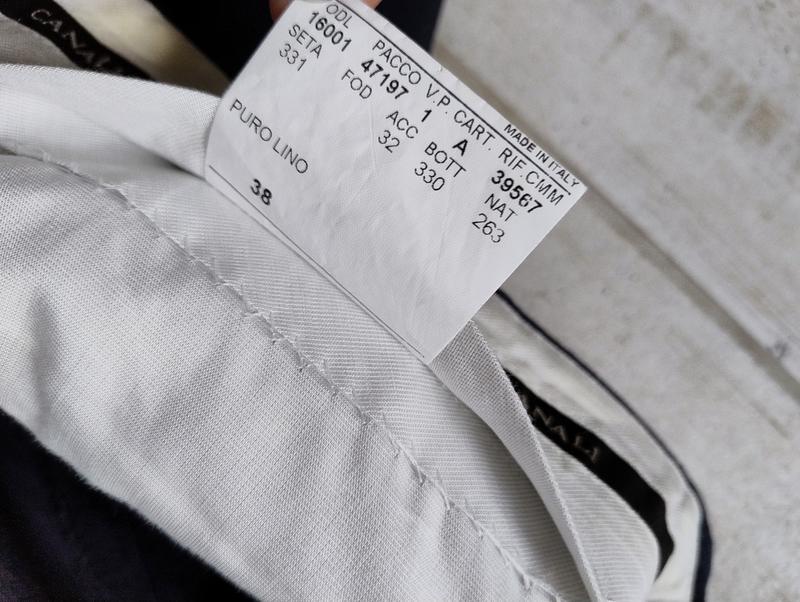 CANALI
MADE IN ITALY
ODL PACCO V.P. CART. RIF.CMM
16001 47197 1 A 39567
SETA FOD ACC BOTT NAT
331 32 330 263
PURO LINO
38
CANALI